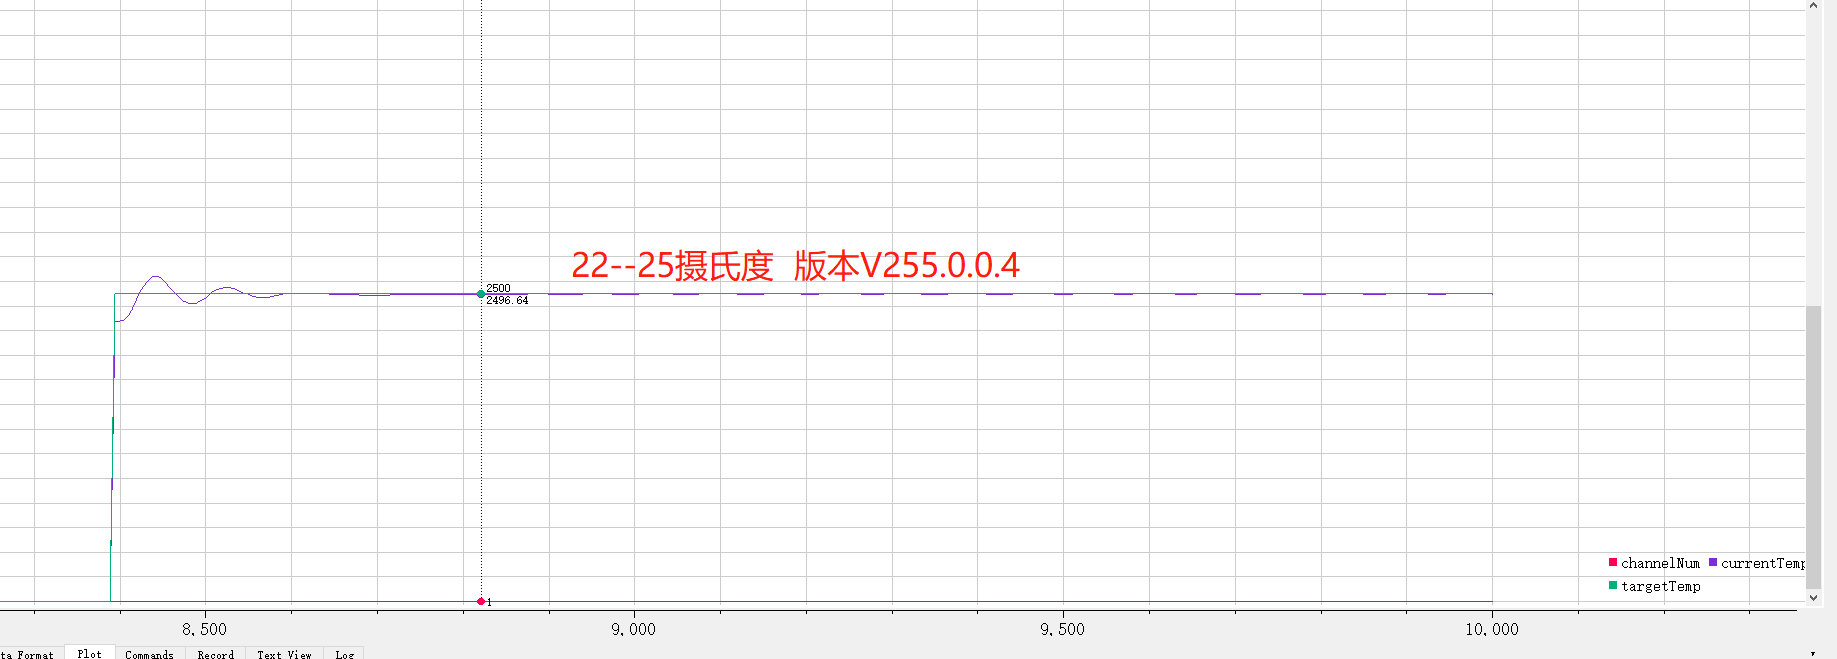 22--25摄氏度 版本V255.0.0.4
2500
2496.64
1
channelNum currentTemp
targetTemp
8,500 9,000 9,500 10,000
ta Format Plot Commands Record Text View Log